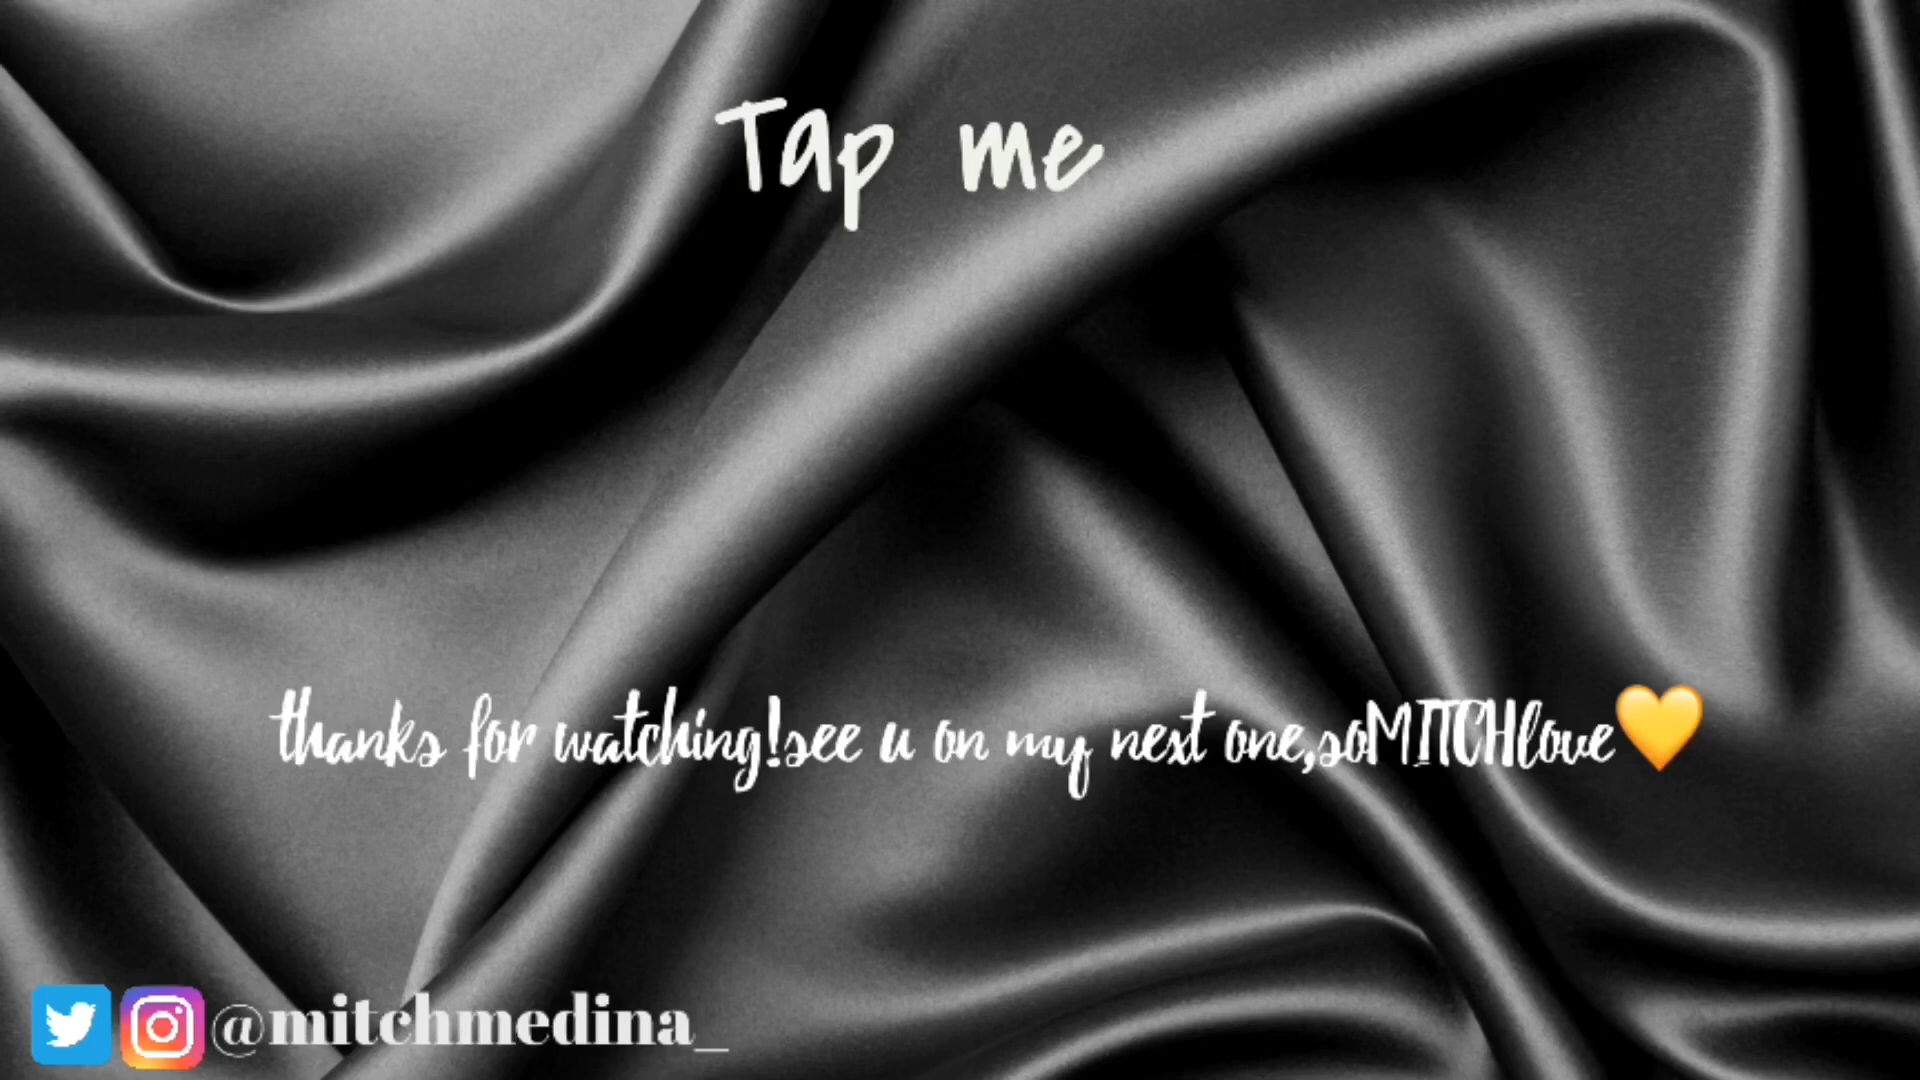 Tap me
thanks for watching!see u on my next one,soMITCHlove💛
@mitchmedina_